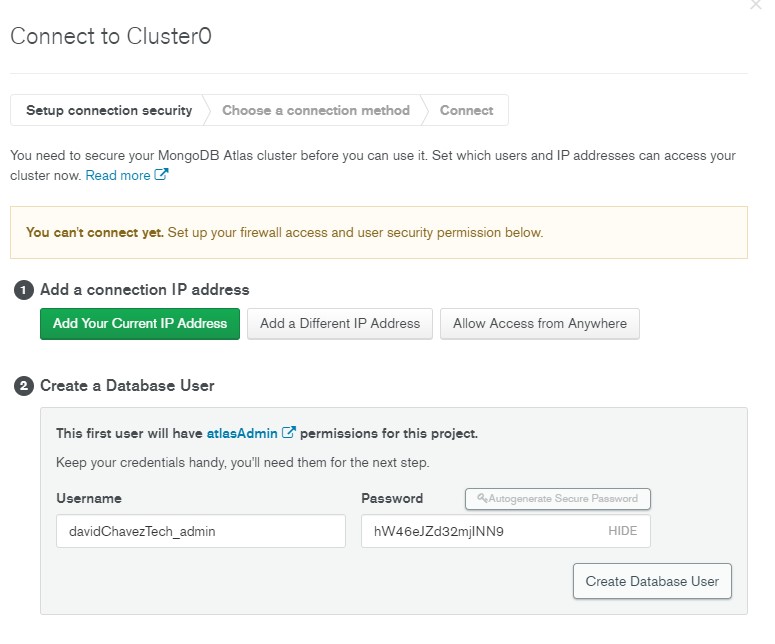 Connect to Cluster0
Setup connection security Choose a connection method Connect
You need to secure your MongoDB Atlas cluster before you can use it. Set which users and IP addresses can access your
cluster now. Read more
You can't connect yet. Set up your firewall access and user security permission below.
1 Add a connection IP address
Add Your Current IP Address Add a Different IP Address Allow Access from Anywhere
2 Create a Database User
This first user will have atlasAdmin permissions for this project.
Keep your credentials handy, you'll need them for the next step.
Username Password Autogenerate Secure Password
davidChavezTech_admin hW46eJZd32mjINN9 HIDE
Create Database User